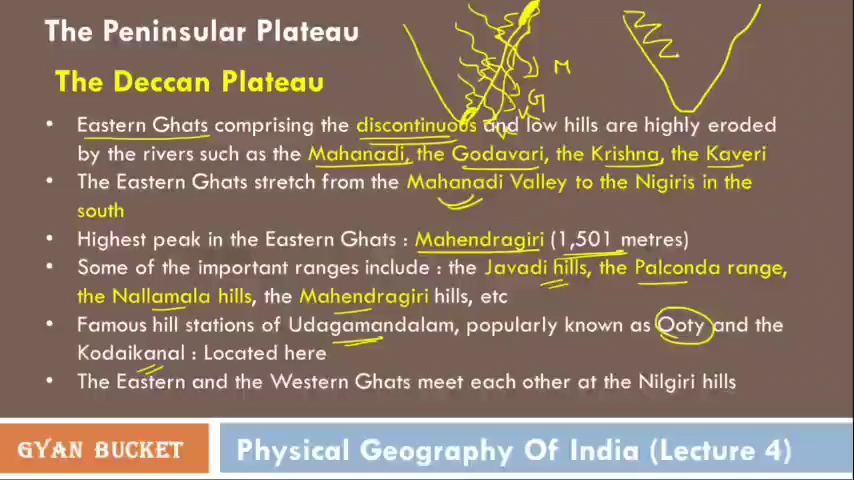 The Peninsular Plateau
The Deccan Plateau
M
G
K
K
• Eastern Ghats comprising the discontinuous and low hills are highly eroded
by the rivers such as the Mahanadi, the Godavari, the Krishna, the Kaveri
• The Eastern Ghats stretch from the Mahanadi Valley to the Nigiris in the
south
• Highest peak in the Eastern Ghats : Mahendragiri (1,501 metres)
• Some of the important ranges include : the Javadi hills, the Palconda range,
the Nallamala hills, the Mahendragiri hills, etc
• Famous hill stations of Udagamandalam, popularly known as Ooty and the
Kodaikanal : Located here
• The Eastern and the Western Ghats meet each other at the Nilgiri hills
GYAN BUCKET
Physical Geography Of India (Lecture 4)